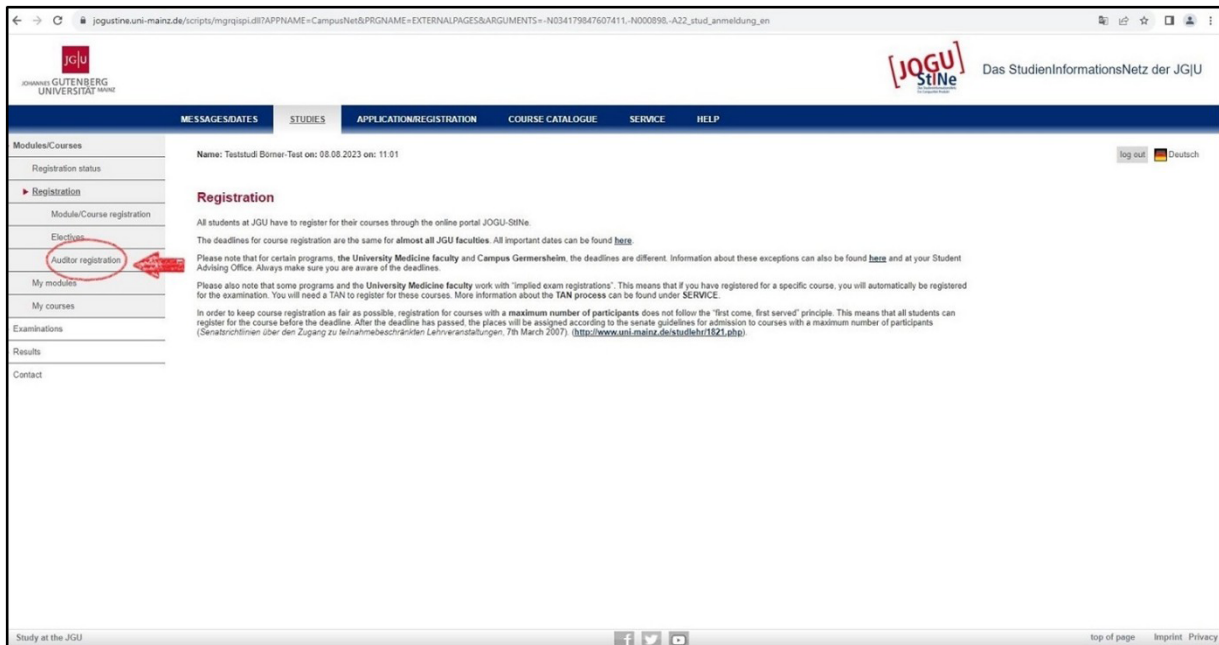 jogustine.uni-mainz.de/scripts/mgrqispi.dll?APPNAME=CampusNet&PRGNAME=EXTERNALPAGES&ARGUMENTS=-N034179847607411,-N000898,-A22_stud_anmeldung_en
JG|U
JOHANNES GUTENBERG
UNIVERSITÄT MAINZ
JOGU
StINe
Das StudienInformationsNetz der JG|U
MESSAGES/DATES STUDIES APPLICATION/REGISTRATION COURSE CATALOGUE SERVICE HELP
Modules/Courses
Registration status
Registration
Module/Course registration
Electives
Auditor registration
My modules
My courses
Examinations
Results
Contact
Name: Teststudi Börner-Test on: 08.08.2023 on: 11:01
log out Deutsch
Registration
All students at JGU have to register for their courses through the online portal JOGU-StINe.
The deadlines for course registration are the same for almost all JGU faculties. All important dates can be found here.
Please note that for certain programs, the University Medicine faculty and Campus Germersheim, the deadlines are different. Information about these exceptions can also be found here and at your Student
Advising Office. Always make sure you are aware of the deadlines.
Please also note that some programs and the University Medicine faculty work with "implied exam registrations". This means that if you have registered for a specific course, you will automatically be registered
for the examination. You will need a TAN to register for these courses. More information about the TAN process can be found under SERVICE.
In order to keep course registration as fair as possible, registration for courses with a maximum number of participants does not follow the "first come, first served" principle. This means that all students can
register for the course before the deadline. After the deadline has passed, the places will be assigned according to the senate guidelines for admission to courses with a maximum number of participants
(Senatsrichtlinien über den Zugang zu teilnahmebeschränkten Lehrveranstaltungen, 7th March 2007). (http://www.uni-mainz.de/studlehr/1821.php).
Study at the JGU
top of page Imprint Privacy